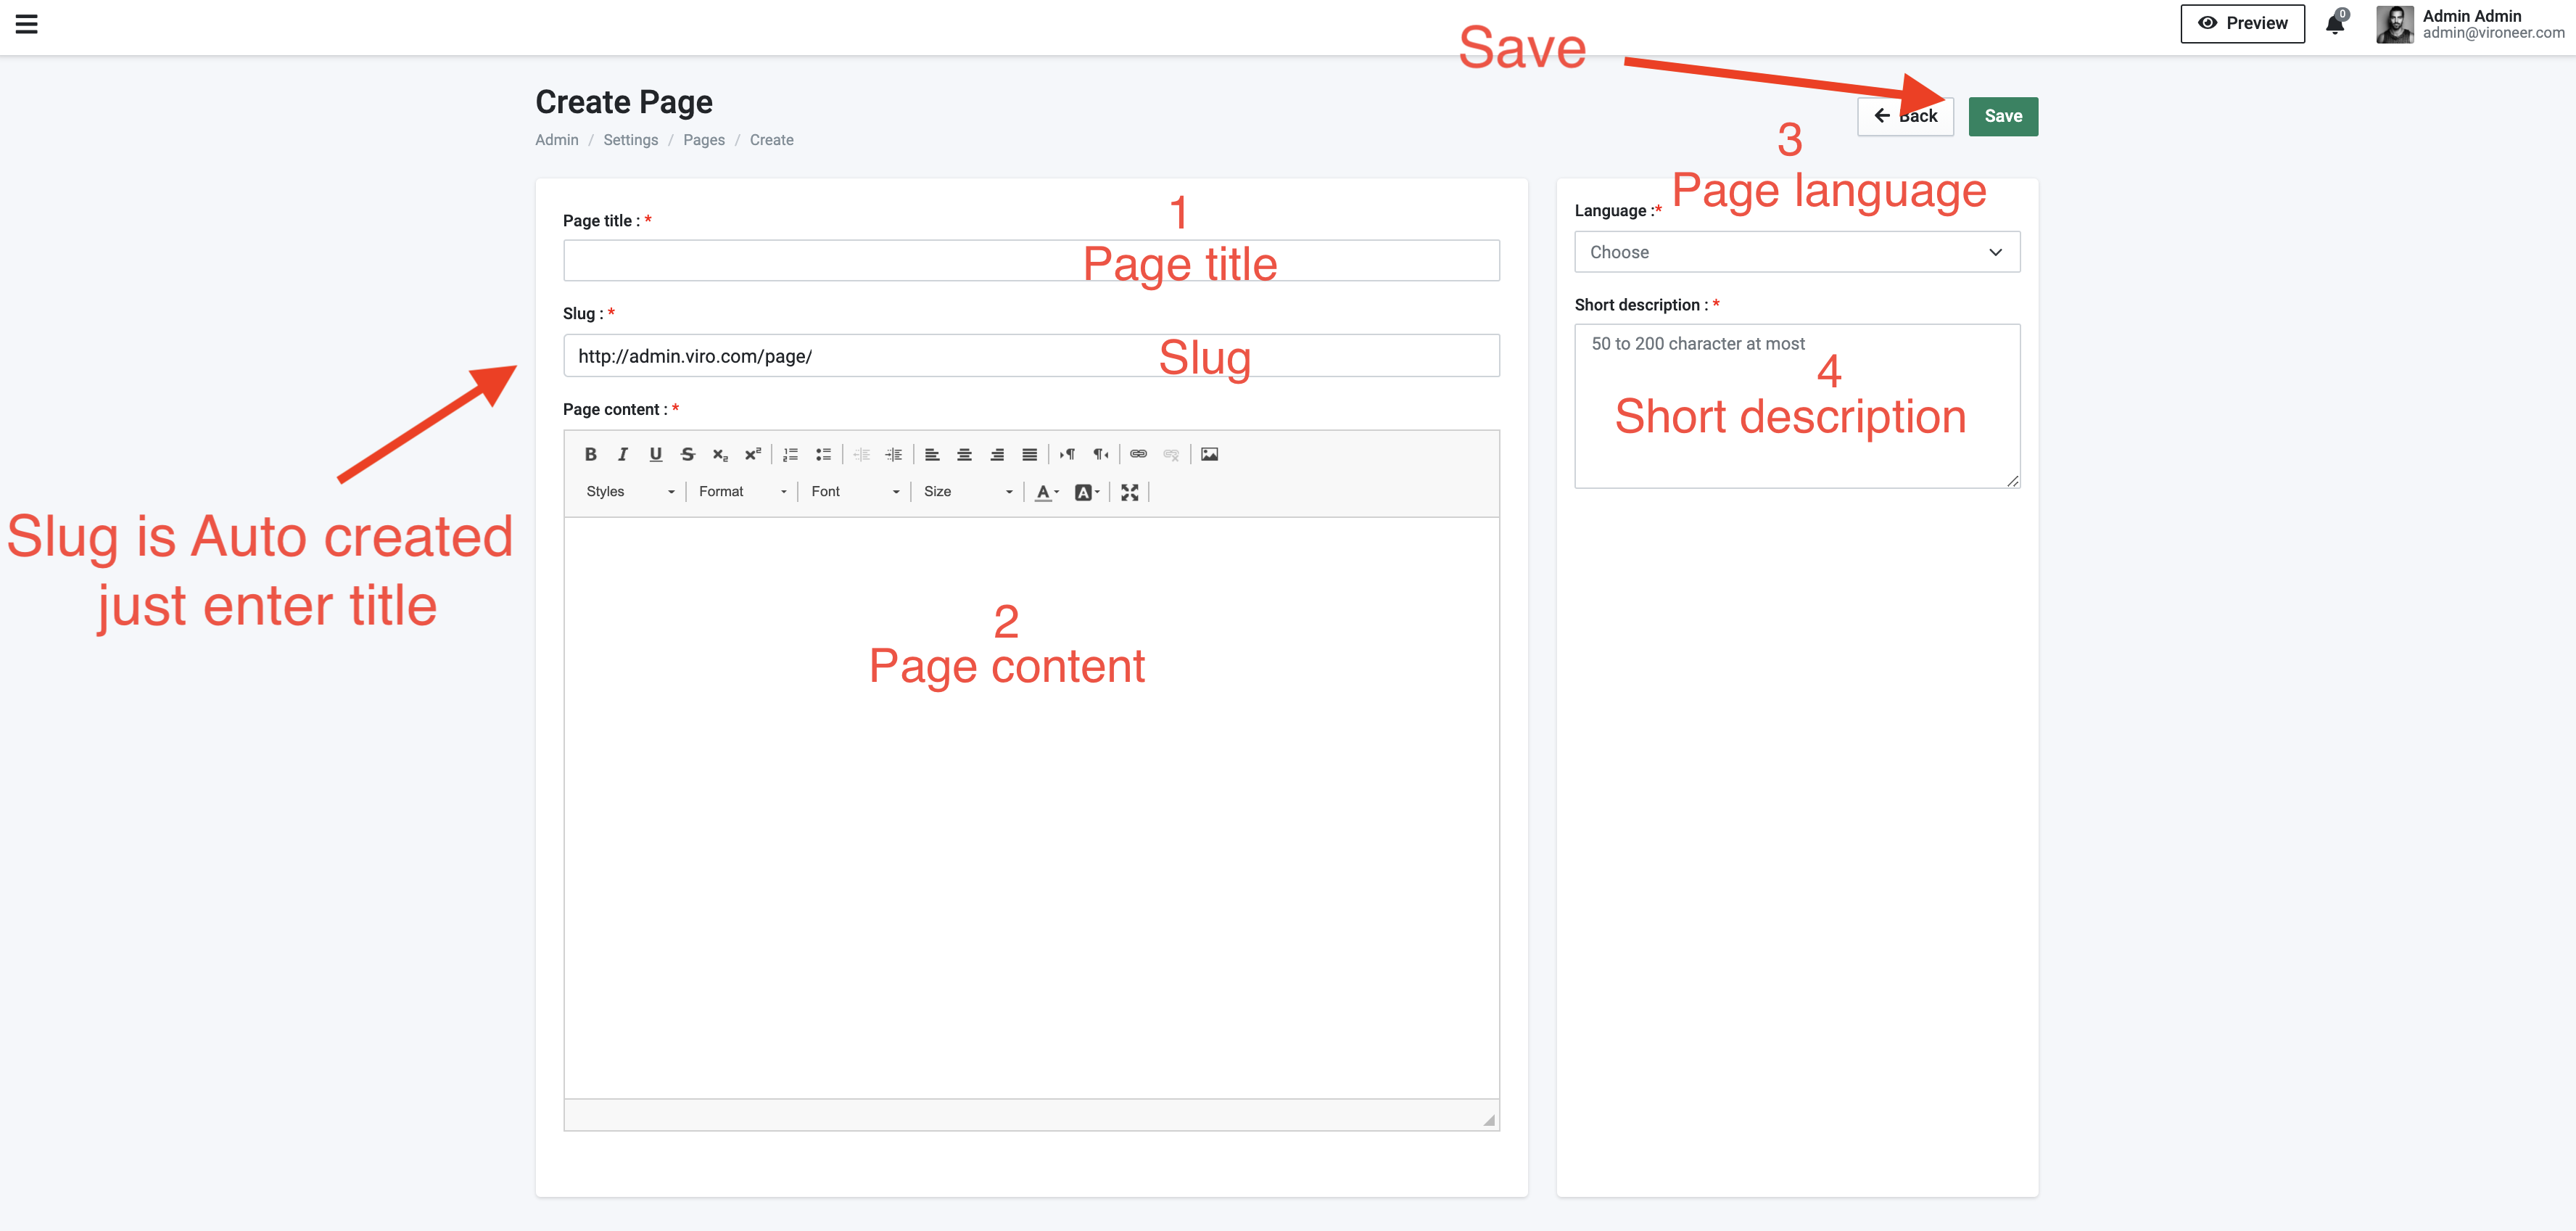 Preview
0
Admin Admin
admin@vironeer.com
Save
Create Page
Admin / Settings / Pages / Create
Back
Save
3
Page language
1
Page title : *
Page title
Slug : *
http://admin.viro.com/page/
Slug
Page content : *
Styles Format Font Size
2
Page content
Language :*
Choose
Short description : *
50 to 200 character at most
4
Short description
Slug is Auto created
just enter title